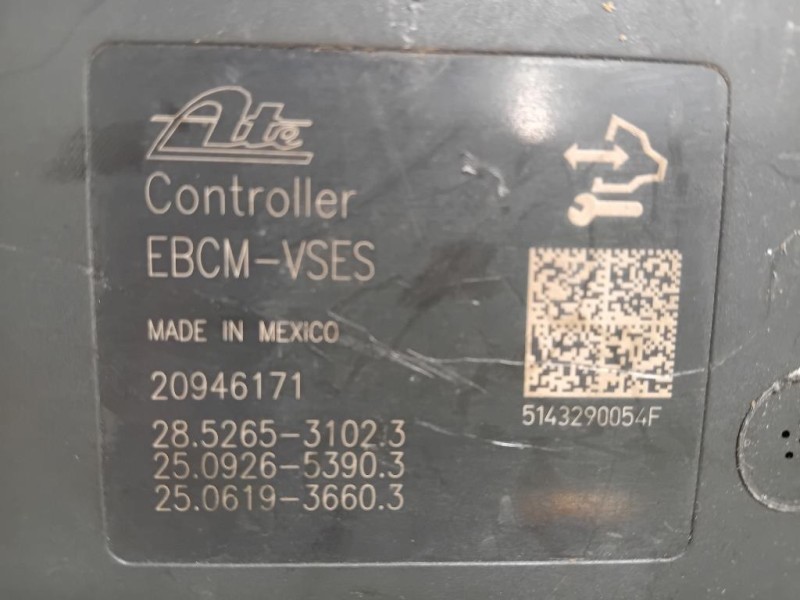 Ate
Controller
EBCM-VSES
MADE IN MEXICO
20946171
28.5265-3102.3
25.0926-5390.3
25.0619-3660.3
5143290054F